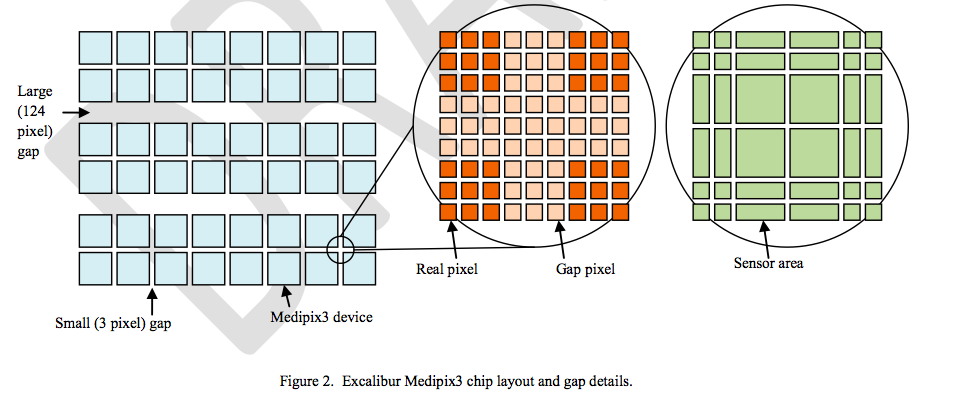 Large
(124
pixel)
gap
Small (3 pixel) gap
Medipix3 device
Real pixel
Gap pixel
Sensor area
Figure 2. Excalibur Medipix3 chip layout and gap details.